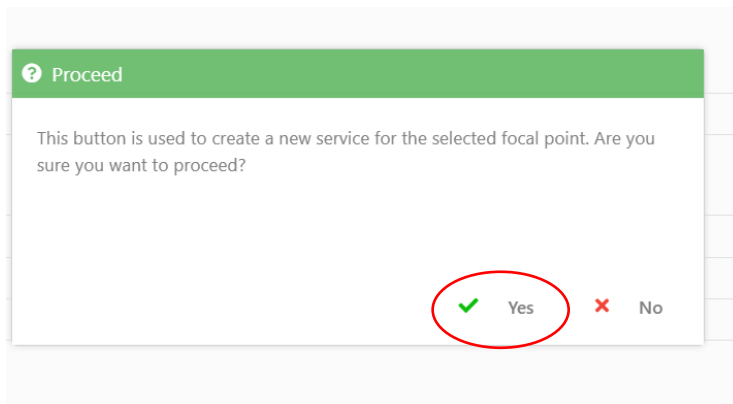 Proceed
This button is used to create a new service for the selected focal point. Are you
sure you want to proceed?
Yes No